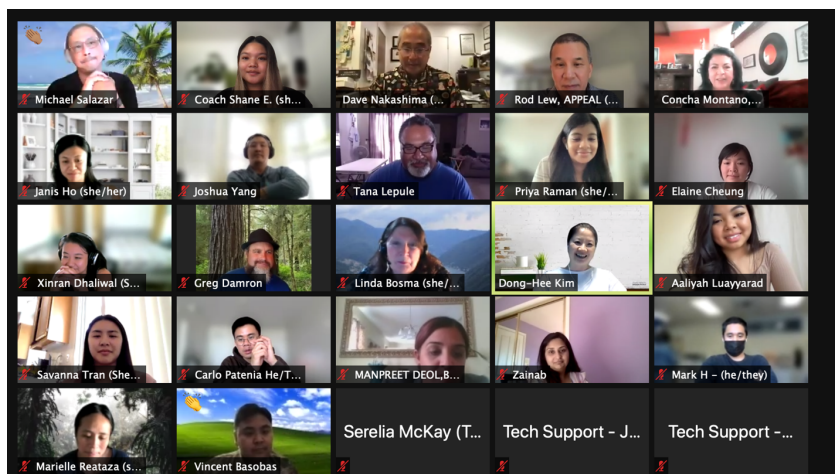 Michael Salazar
Coach Shane E. (sh...
Dave Nakashima (...
Rod Lew, APPEAL (...
Concha Montano,...
Janis Ho (she/her)
Joshua Yang
Tana Lepule
Priya Raman (she/...
Elaine Cheung
Xinran Dhaliwal (S...
Greg Damron
Linda Bosma (she/...
Dong-Hee Kim
Aaliyah Luayyarad
Savanna Tran (She...
Carlo Patenia He/T...
MANPREET DEOL,B...
Zainab
Mark H - (he/they)
Marielle Reataza (s...
Vincent Basobas
Serelia McKay (T...
Tech Support - J...
Tech Support -...